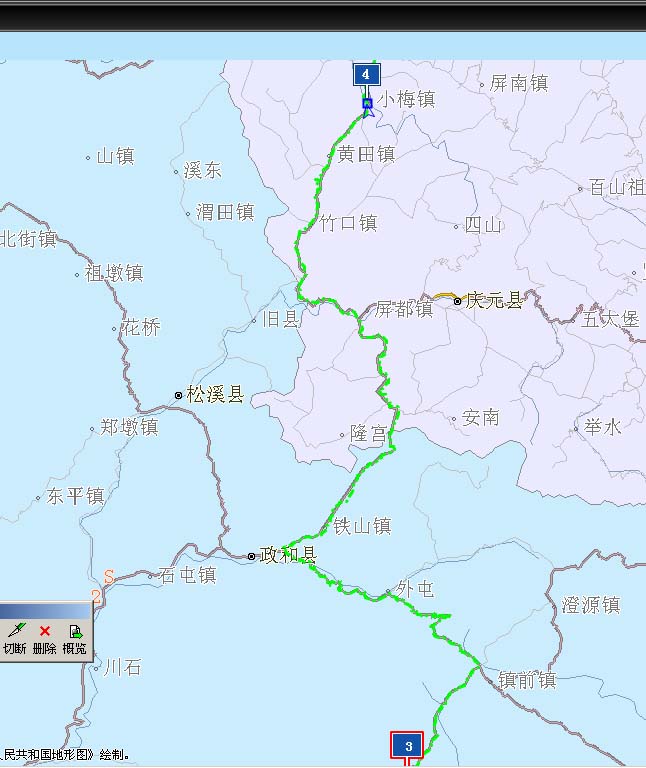 4
小梅镇
屏南镇
山镇
黄田镇
溪东
百山祖
渭田镇
竹口镇
四山
北街镇
祖墩镇
屏都镇
庆元县
花桥
旧县
五大堡
松溪县
郑墩镇
隆宫
安南
举水
东平镇
铁山镇
政和县
S
2
石屯镇
外屯
澄源镇
切断 删除 概览
川石
镇前镇
3
人民共和国地形图》绘制。